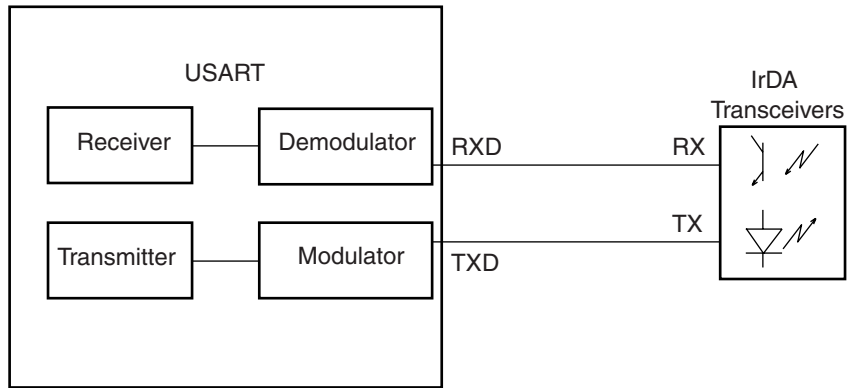 USART
IrDA
Transceivers
Receiver
Demodulator
RXD
RX
Transmitter
Modulator
TXD
TX